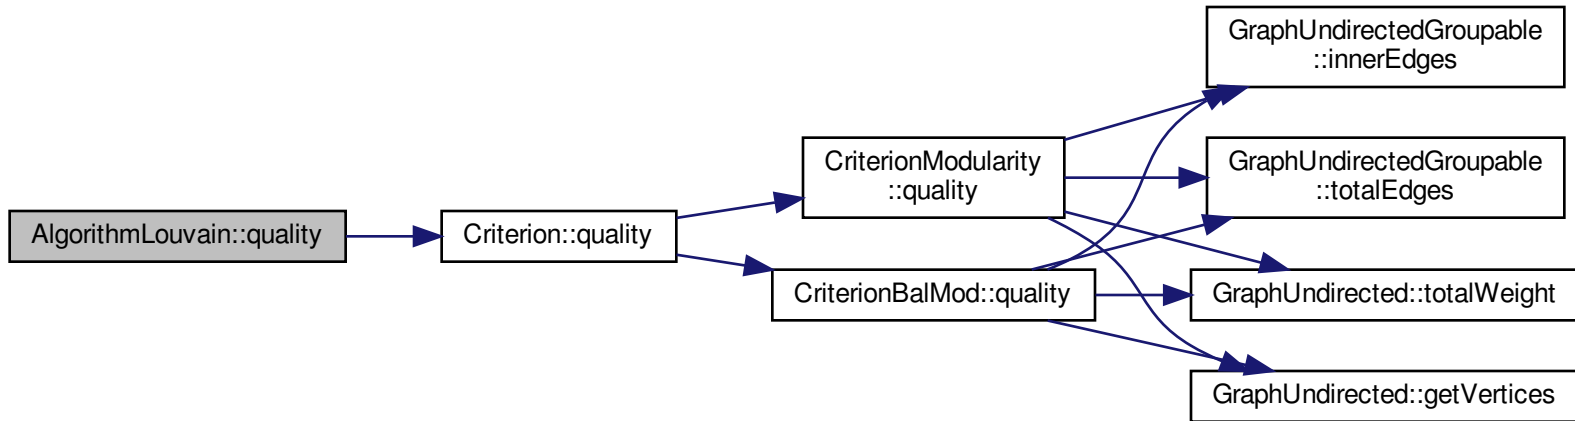 AlgorithmLouvain::quality
Criterion::quality
CriterionModularity
::quality
CriterionBalMod::quality
GraphUndirectedGroupable
::innerEdges
GraphUndirectedGroupable
::totalEdges
GraphUndirected::totalWeight
GraphUndirected::getVertices